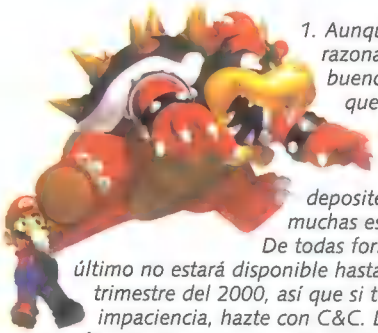 1. Aunqu
razona
bueno
que
deposite
muchas es
De todas for
último no estará disponible hasta
trimestre del 2000, así que si t
impaciencia, hazte con C&C. L